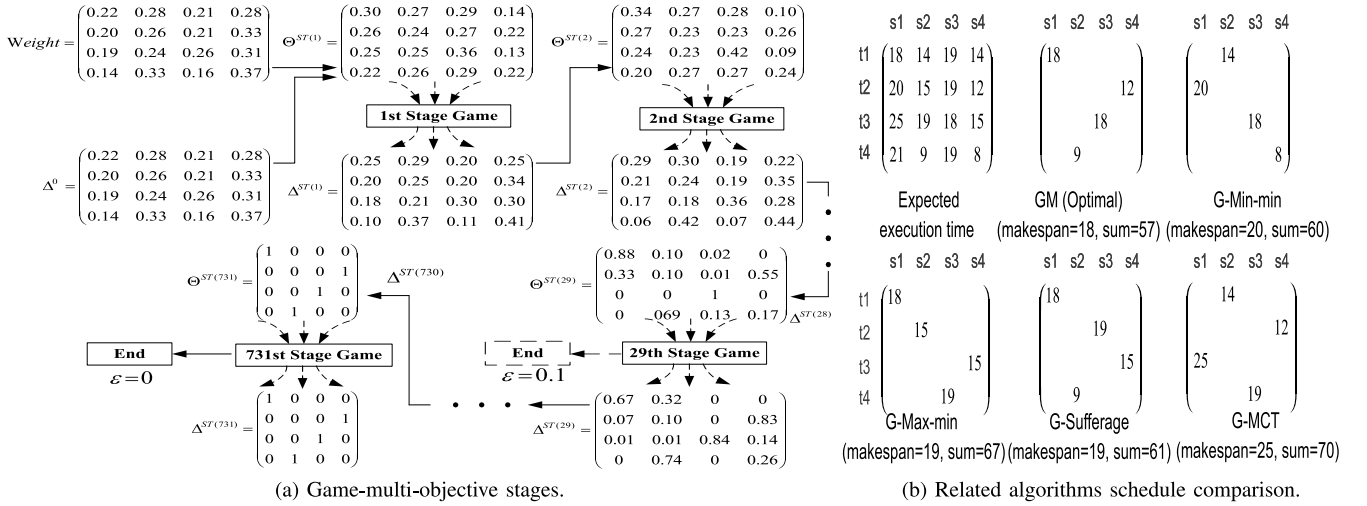 Weight =
0.22 0.28 0.21 0.28
0.20 0.26 0.21 0.33
0.19 0.24 0.26 0.31
0.14 0.33 0.16 0.37
Θ^ST(1) =
0.30 0.27 0.29 0.14
0.26 0.24 0.27 0.22
0.25 0.25 0.36 0.13
0.22 0.26 0.29 0.22
Θ^ST(2) =
0.34 0.27 0.28 0.10
0.27 0.23 0.23 0.26
0.24 0.23 0.42 0.09
0.20 0.27 0.27 0.24
1st Stage Game
2nd Stage Game
Δ^0 =
0.22 0.28 0.21 0.28
0.20 0.26 0.21 0.33
0.19 0.24 0.26 0.31
0.14 0.33 0.16 0.37
Δ^ST(1) =
0.25 0.29 0.20 0.25
0.20 0.25 0.20 0.34
0.18 0.21 0.30 0.30
0.10 0.37 0.11 0.41
Δ^ST(2) =
0.29 0.30 0.19 0.22
0.21 0.24 0.19 0.35
0.17 0.18 0.36 0.28
0.06 0.42 0.07 0.44
Θ^ST(731) =
1 0 0 0
0 0 0 1
0 0 1 0
0 1 0 0
Δ^ST(730)
Θ^ST(29) =
0.88 0.10 0.02 0
0.33 0.10 0.01 0.55
0 0 1 0
0 069 0.13 0.17
Δ^ST(28)
End
ε=0
731st Stage Game
End
ε=0.1
29th Stage Game
Δ^ST(731) =
1 0 0 0
0 0 0 1
0 0 1 0
0 1 0 0
Δ^ST(29) =
0.67 0.32 0 0
0.07 0.10 0 0.83
0.01 0.01 0.84 0.14
0 0.74 0 0.26
(a) Game-multi-objective stages.
s1 s2 s3 s4
t1 18 14 19 14
t2 20 15 19 12
t3 25 19 18 15
t4 21 9 19 8
Expected
execution time
s1 s2 s3 s4
18
12
18
9
GM (Optimal)
(makespan=18, sum=57)
s1 s2 s3 s4
14
20
18
8
G-Min-min
(makespan=20, sum=60)
s1 s2 s3 s4
t1 18
t2 15
t3 15
t4 19
G-Max-min
(makespan=19, sum=67)
s1 s2 s3 s4
18
19
15
9
G-Sufferage
(makespan=19, sum=61)
s1 s2 s3 s4
14
12
25
19
G-MCT
(makespan=25, sum=70)
(b) Related algorithms schedule comparison.